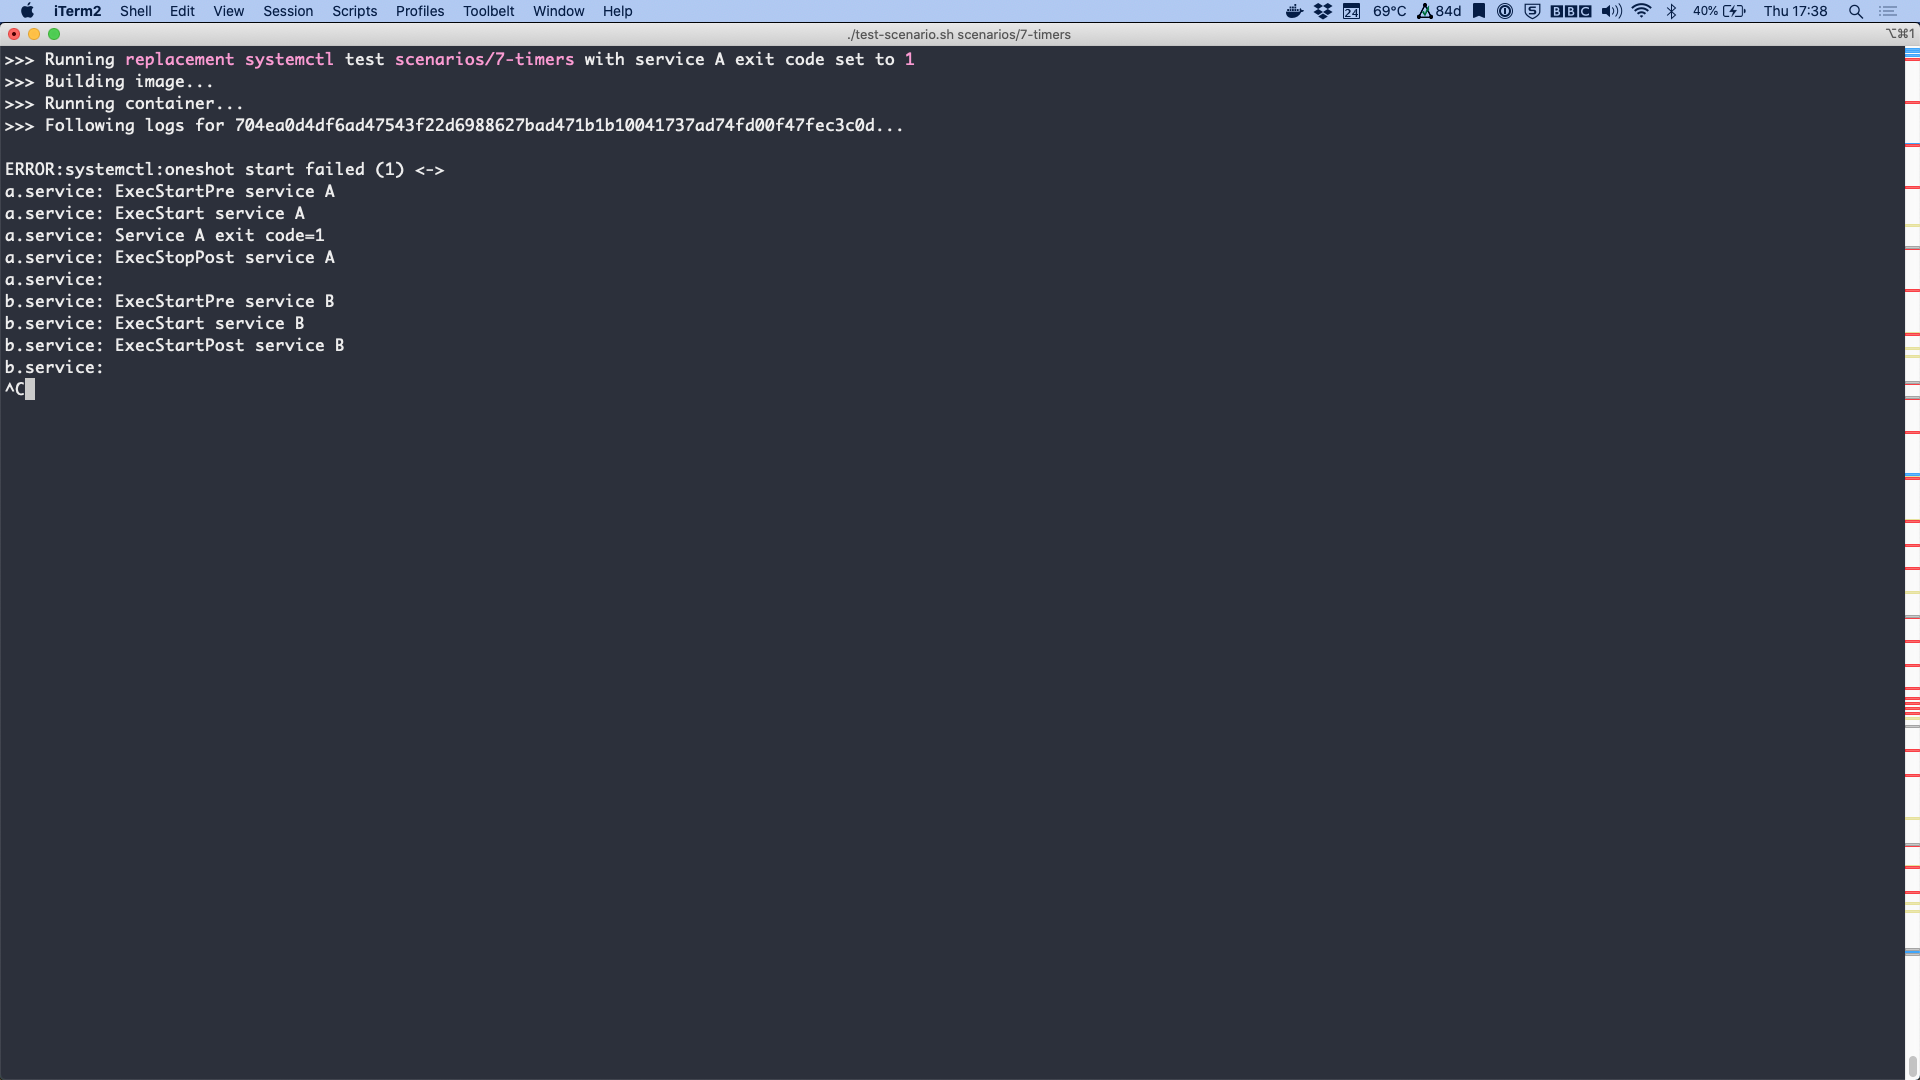 iTerm2 Shell Edit View Session Scripts Profiles Toolbelt Window Help 24 69°C 84d BBC 40% Thu 17:38
./test-scenario.sh scenarios/7-timers ⌥⌘1
>>> Running replacement systemctl test scenarios/7-timers with service A exit code set to 1
>>> Building image...
>>> Running container...
>>> Following logs for 704ea0d4df6ad47543f22d6988627bad471b1b10041737ad74fd00f47fec3c0d...
ERROR:systemctl:oneshot start failed (1) <->
a.service: ExecStartPre service A
a.service: ExecStart service A
a.service: Service A exit code=1
a.service: ExecStopPost service A
a.service:
b.service: ExecStartPre service B
b.service: ExecStart service B
b.service: ExecStartPost service B
b.service:
^C